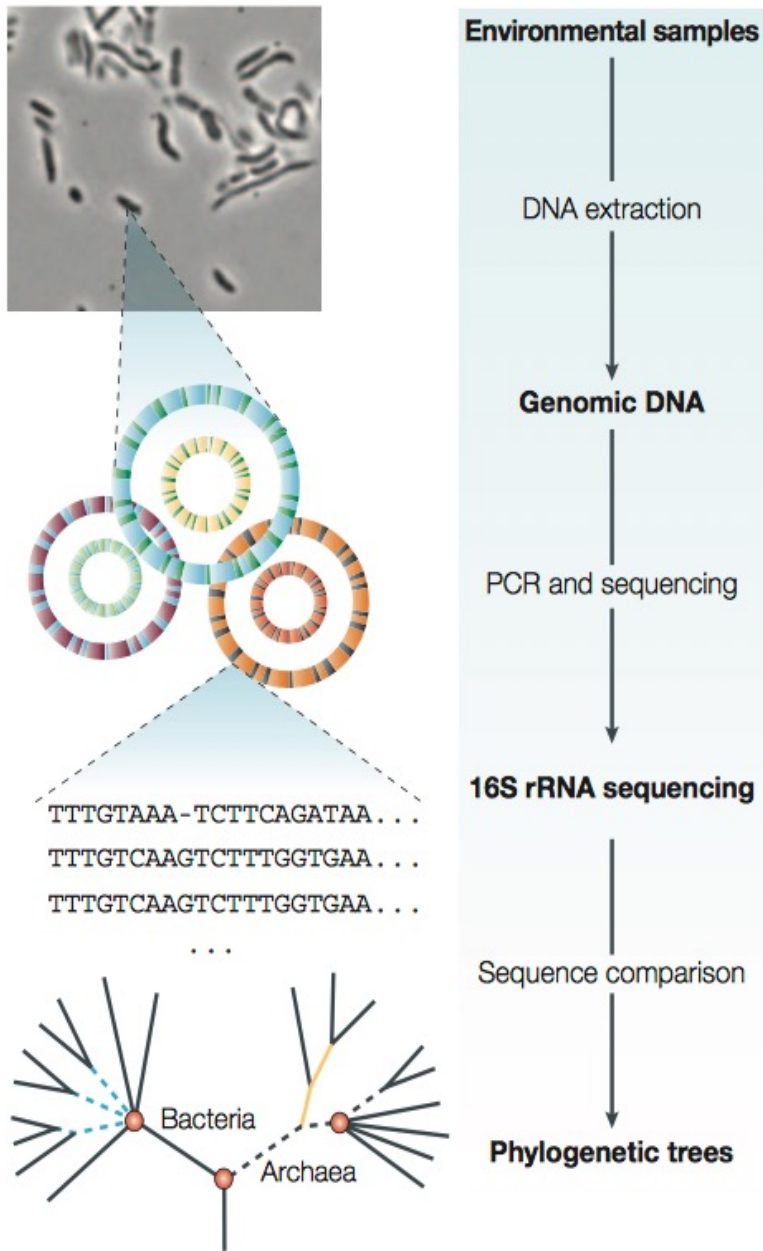 Environmental samples
DNA extraction
Genomic DNA
PCR and sequencing
16S rRNA sequencing
TTTGTAAA-TCTTCAGATAA...
TTTGTCAAGTCTTTGGTGAA...
TTTGTCAAGTCTTTGGTGAA...
...
Sequence comparison
Bacteria
Archaea
Phylogenetic trees